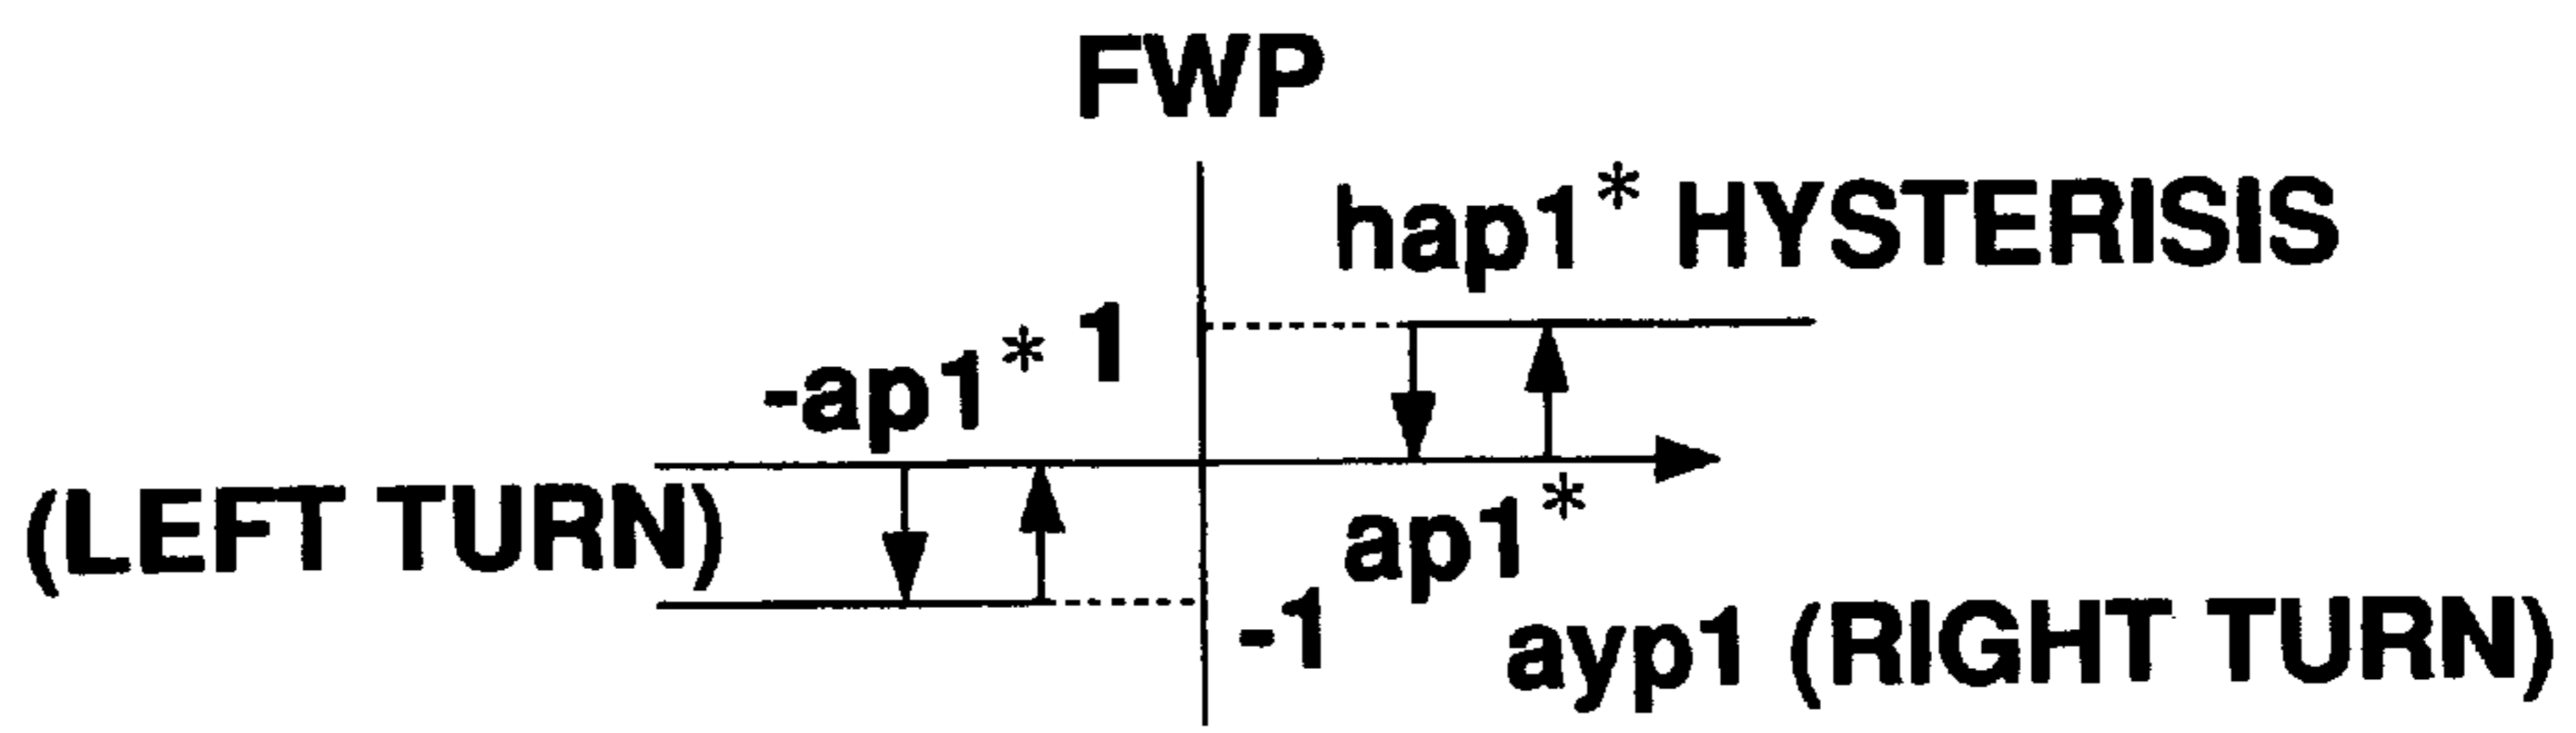 FWP
hap1* HYSTERISIS
-ap1* 1
(LEFT TURN)
ap1*
-1
ayp1 (RIGHT TURN)